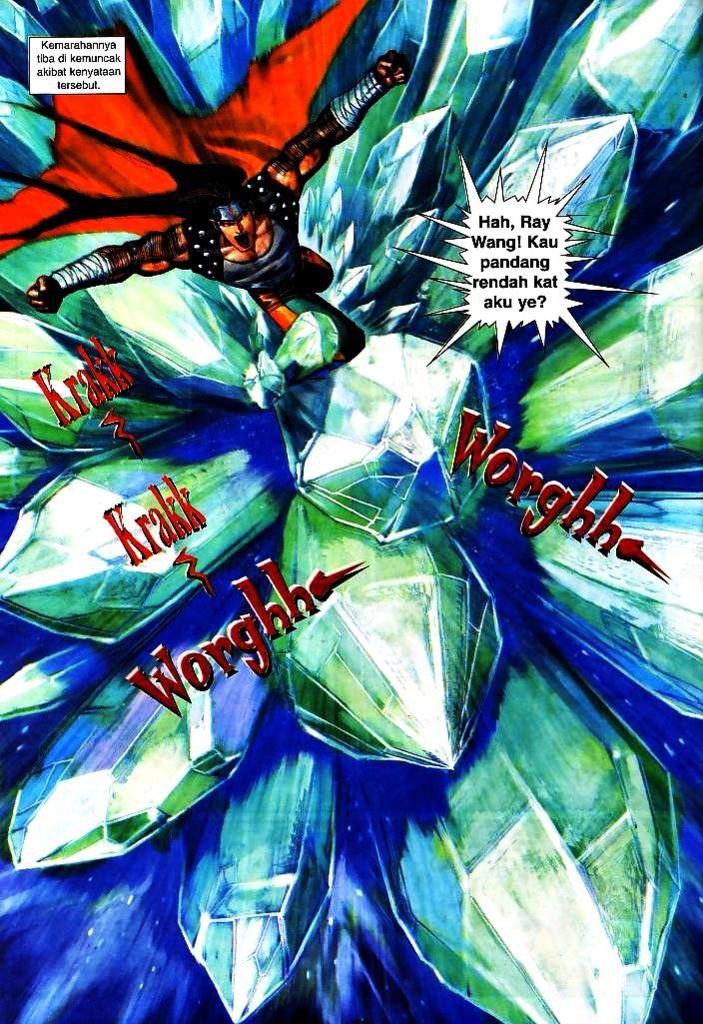 Kemarahannya
tiba di kemuncak
akibat kenyataan
tersebut.
Hah, Ray
Wang! Kau
pandang
rendah kat
aku ye?
Krakk
Krakk
Worghh
Worghh